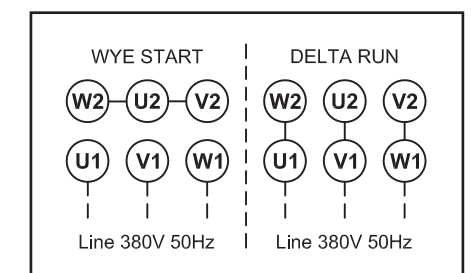 WYE START
W2 U2 V2
U1 V1 W1
Line 380V 50Hz
DELTA RUN
W2 U2 V2
U1 V1 W1
Line 380V 50Hz